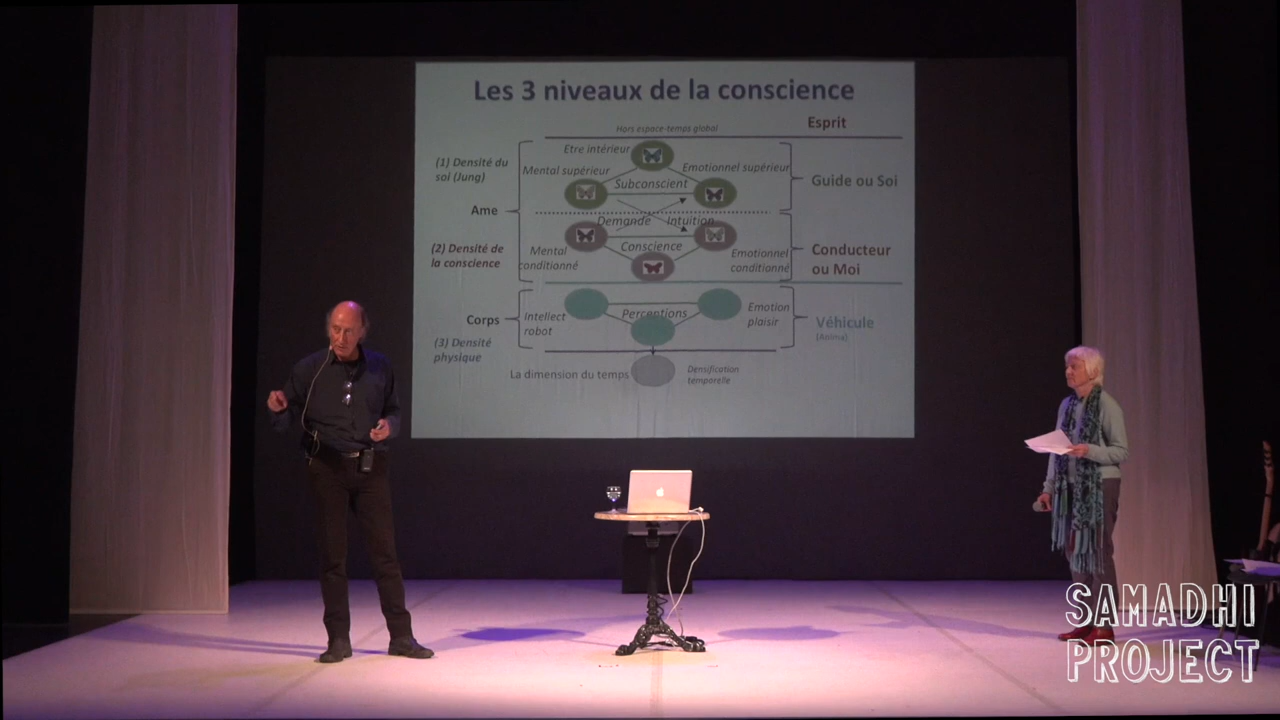 Les 3 niveaux de la conscience
Esprit
Hors espace-temps global
Etre intérieur
(1) Densité du
soi (Jung)
Mental supérieur
Emotionnel supérieur
Subconscient
Guide ou Soi
Ame
Demande
Intuition
(2) Densité de
la conscience
Conscience
Mental
conditionné
Emotionnel
conditionné
Conducteur
ou Moi
Corps
Intellect
robot
Perceptions
Emotion
plaisir
Véhicule
(3) Densité
physique
La dimension du temps
Densification
temporelle
SAMADHI
PROJECT